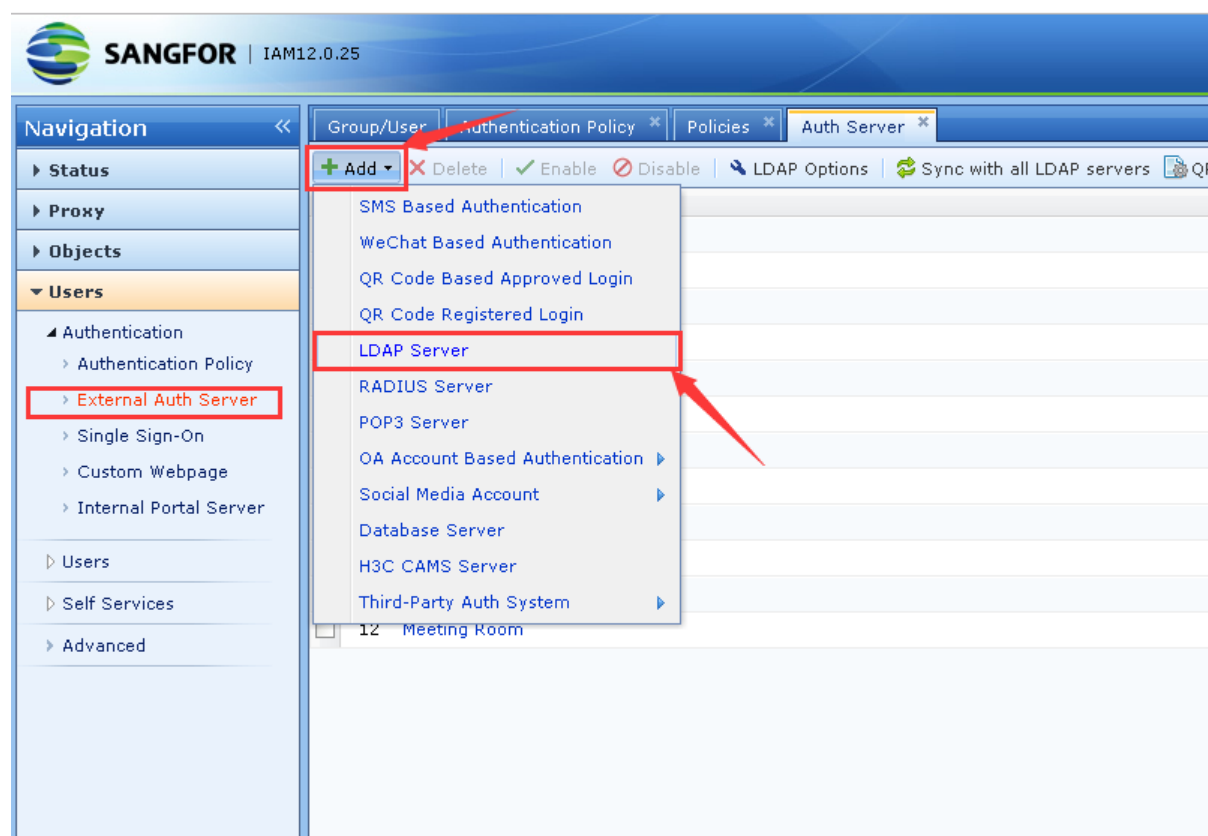 SANGFOR | IAM12.0.25
Navigation
Group/User Authentication Policy Policies Auth Server
Status
Add Delete Enable Disable LDAP Options Sync with all LDAP servers QR
Proxy
Objects
Users
Authentication
Authentication Policy
External Auth Server
Single Sign-On
Custom Webpage
Internal Portal Server
Users
Self Services
Advanced
SMS Based Authentication
WeChat Based Authentication
QR Code Based Approved Login
QR Code Registered Login
LDAP Server
RADIUS Server
POP3 Server
OA Account Based Authentication
Social Media Account
Database Server
H3C CAMS Server
Third-Party Auth System
12 Meeting Room